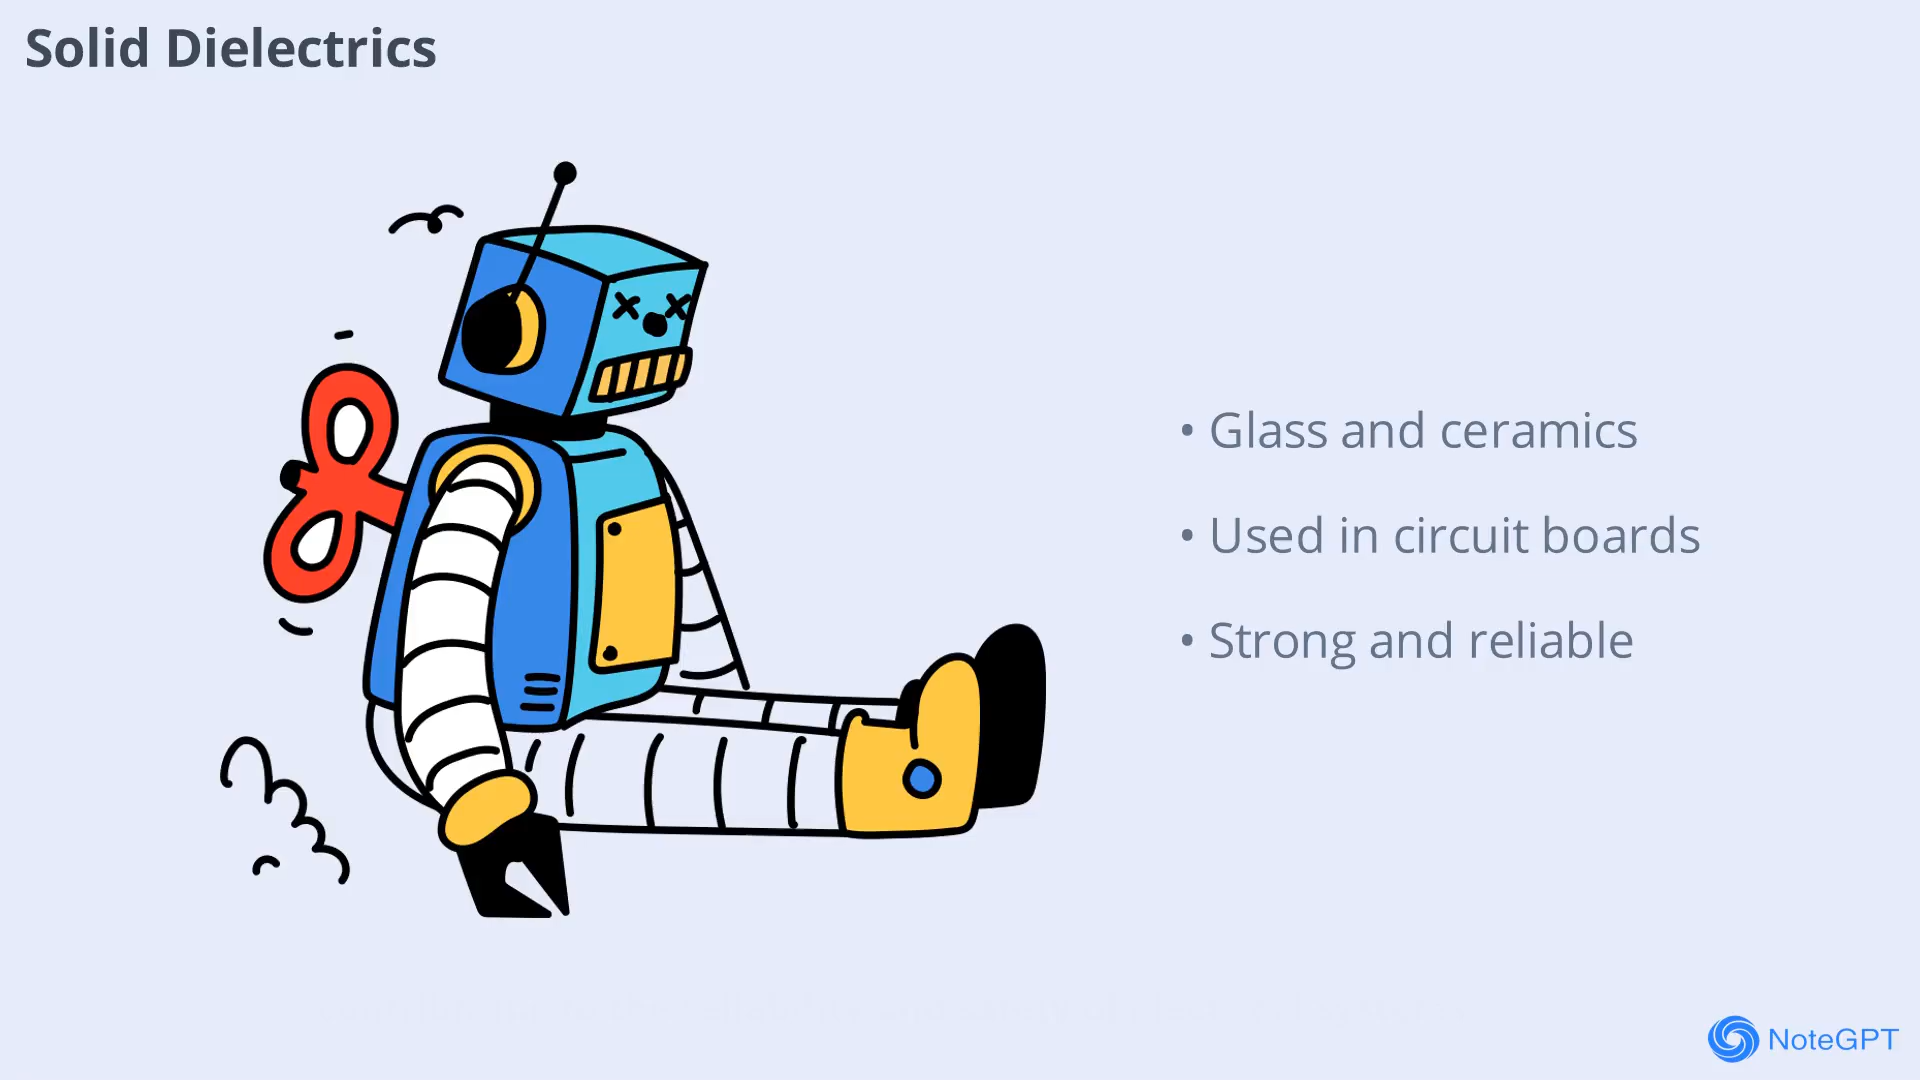 Solid Dielectrics
• Glass and ceramics
• Used in circuit boards
• Strong and reliable
NoteGPT